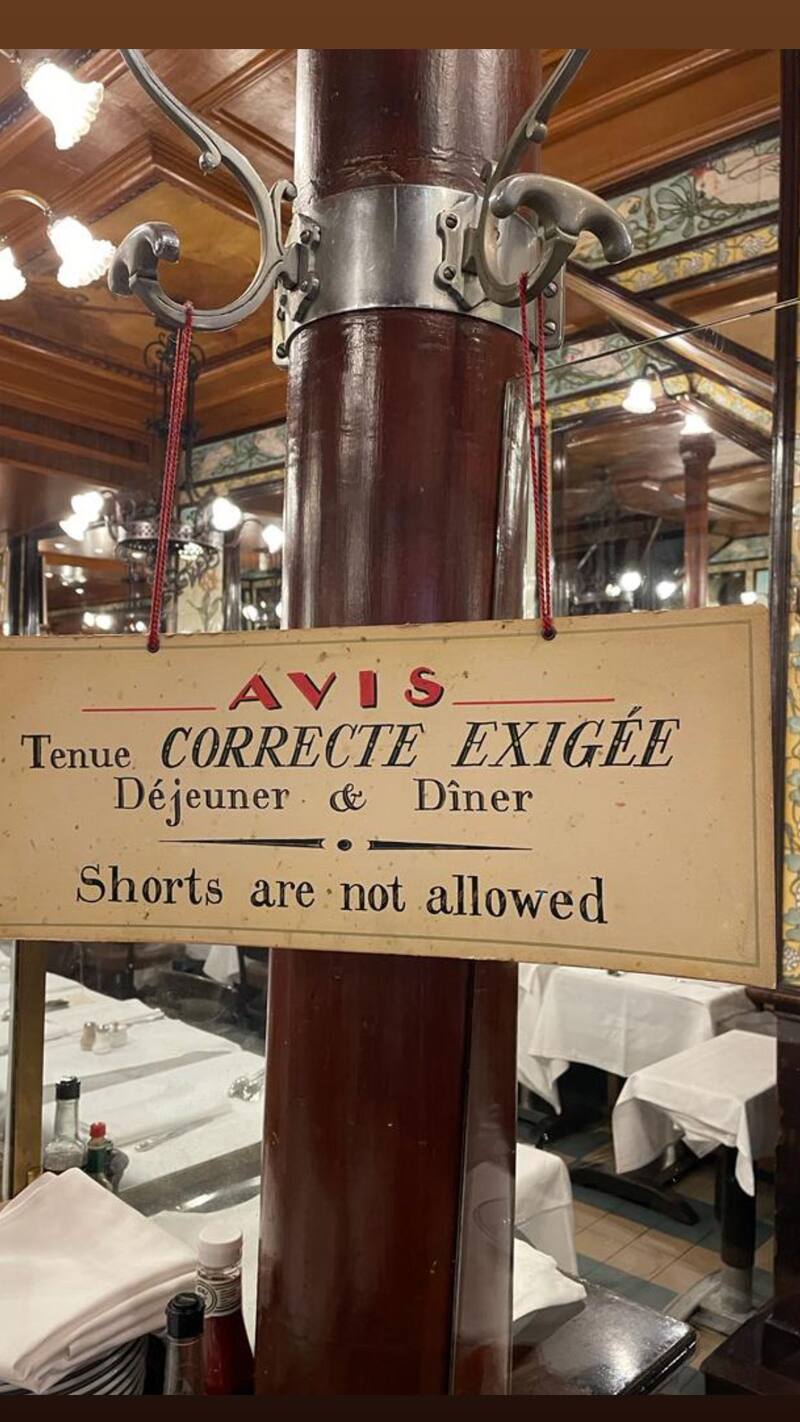 AVIS
Tenue CORRECTE EXIGÉE
Déjeuner & Dîner
Shorts are not allowed